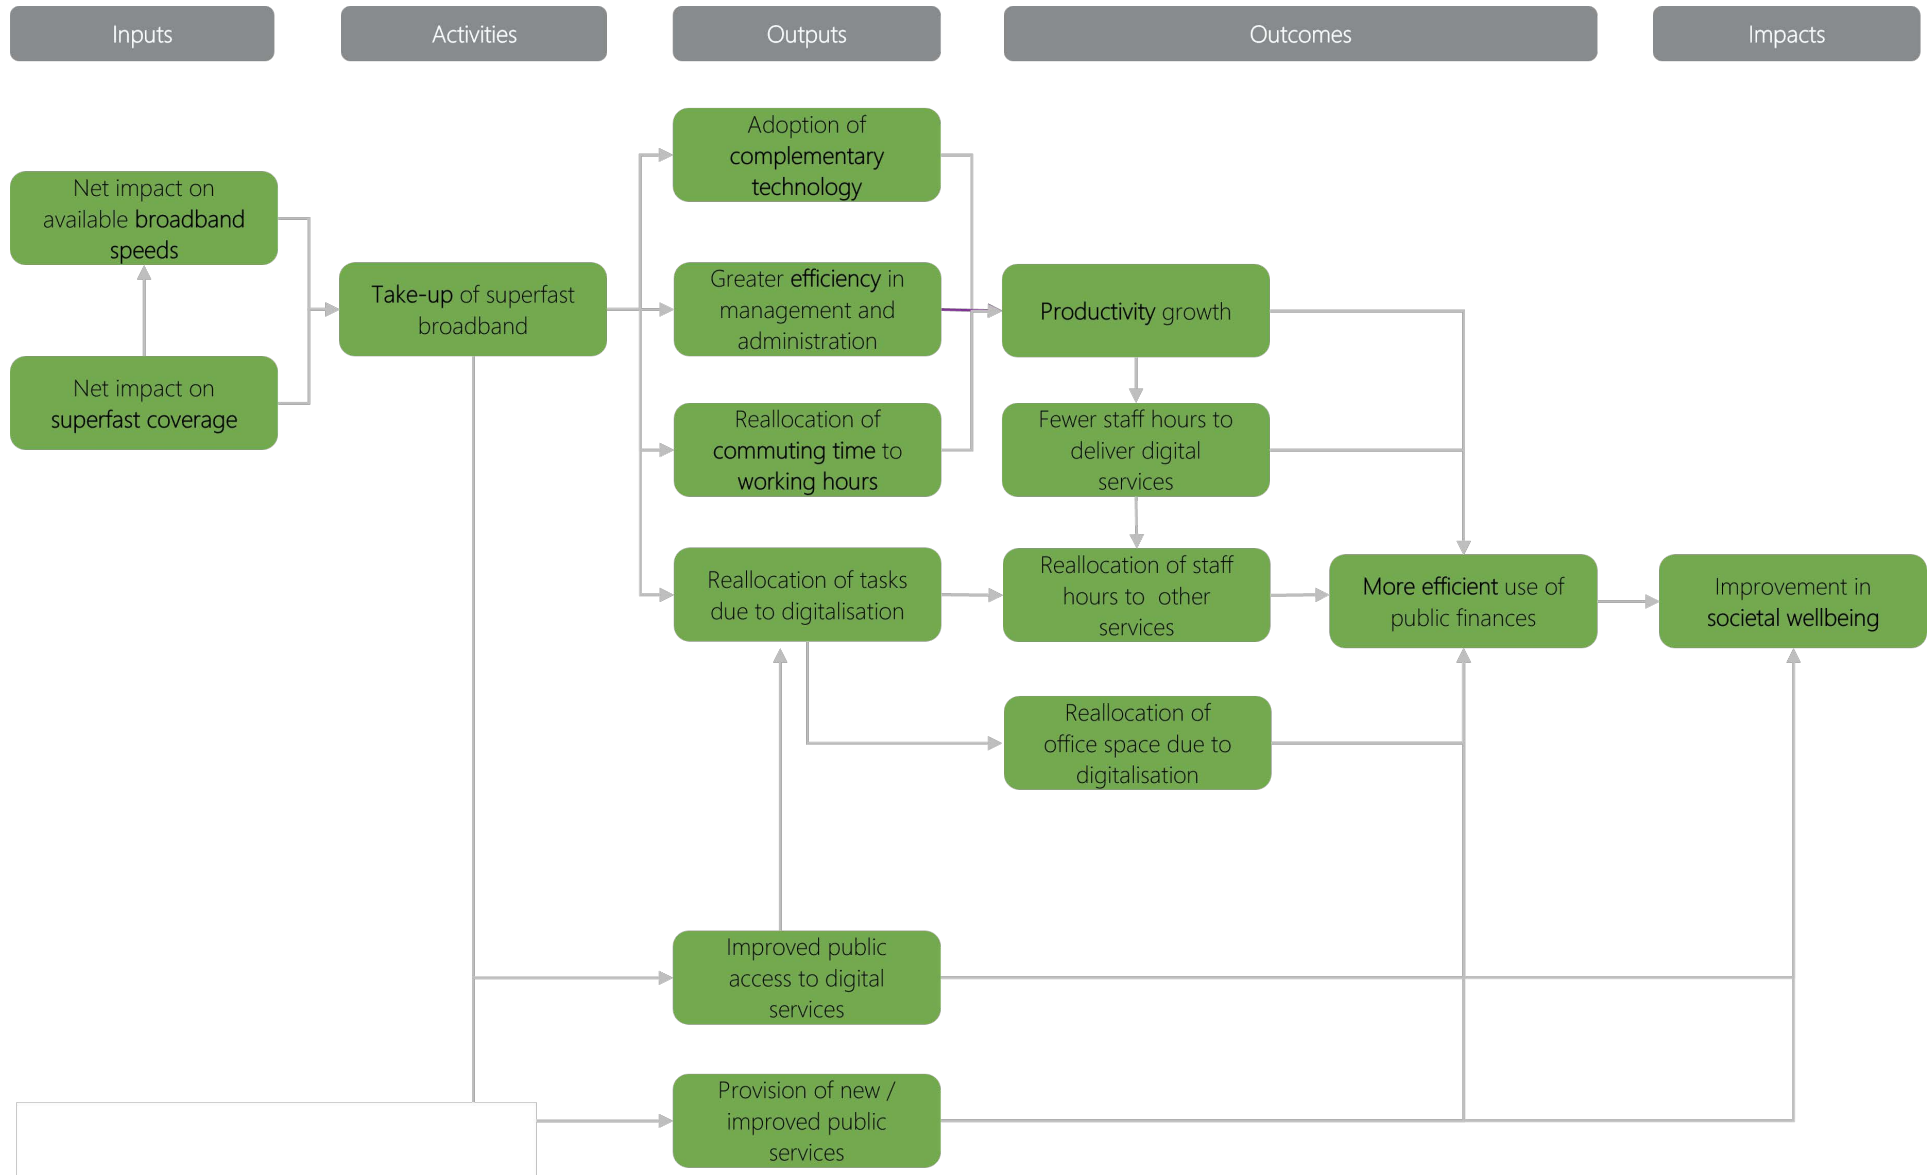 Inputs
Activities
Outputs
Outcomes
Impacts
Net impact on
available broadband
speeds
Net impact on
superfast coverage
Take-up of superfast
broadband
Adoption of
complementary
technology
Greater efficiency in
management and
administration
Reallocation of
commuting time to
working hours
Reallocation of tasks
due to digitalisation
Improved public
access to digital
services
Provision of new /
improved public
services
Productivity growth
Fewer staff hours to
deliver digital
services
Reallocation of staff
hours to other
services
Reallocation of
office space due to
digitalisation
More efficient use of
public finances
Improvement in
societal wellbeing